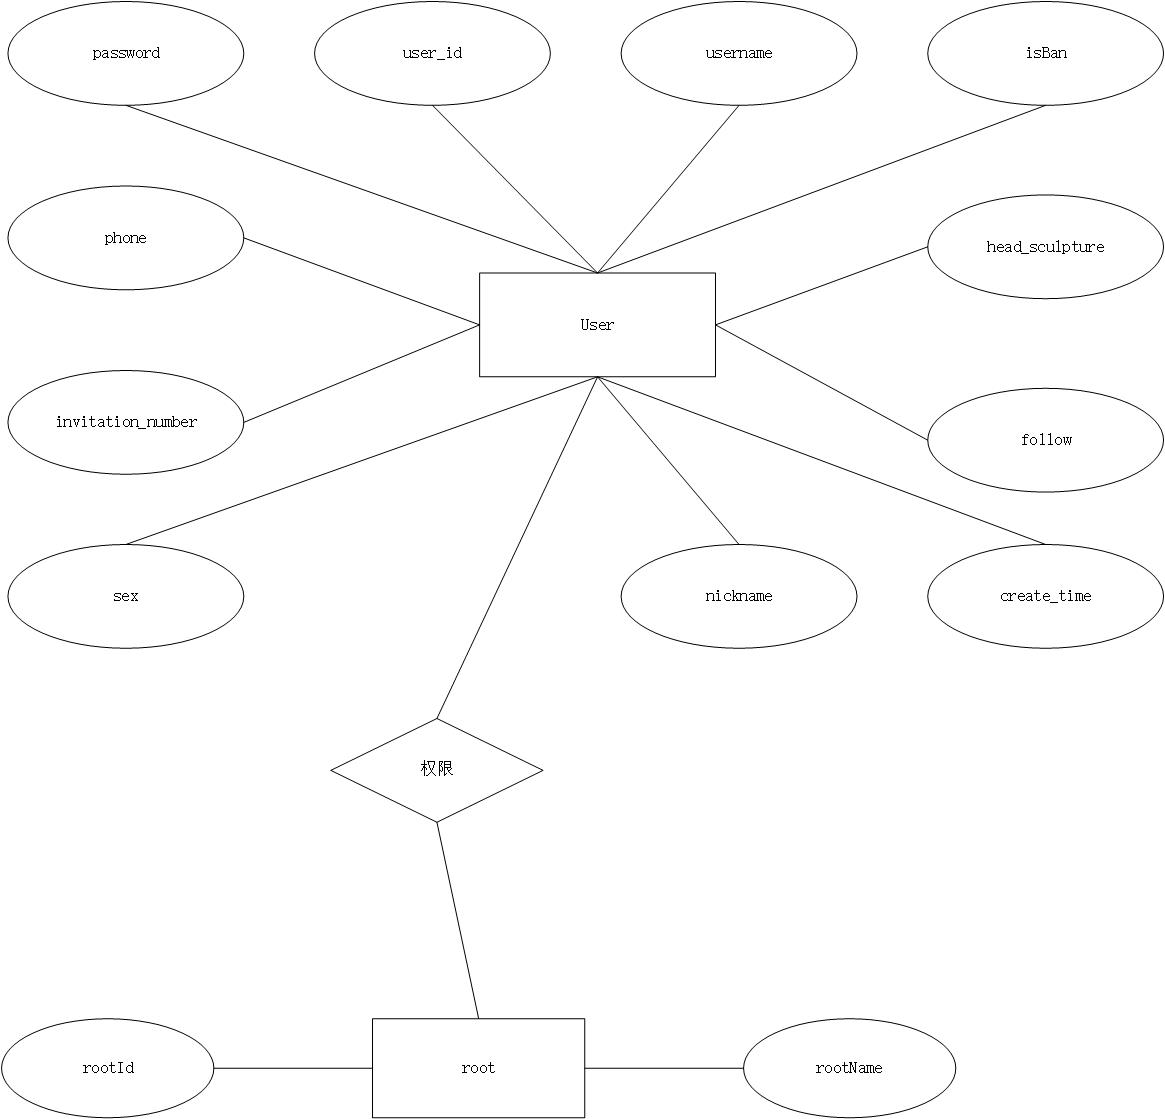 password
user_id
username
isBan
phone
head_sculpture
User
invitation_number
follow
sex
nickname
create_time
权限
rootId
root
rootName